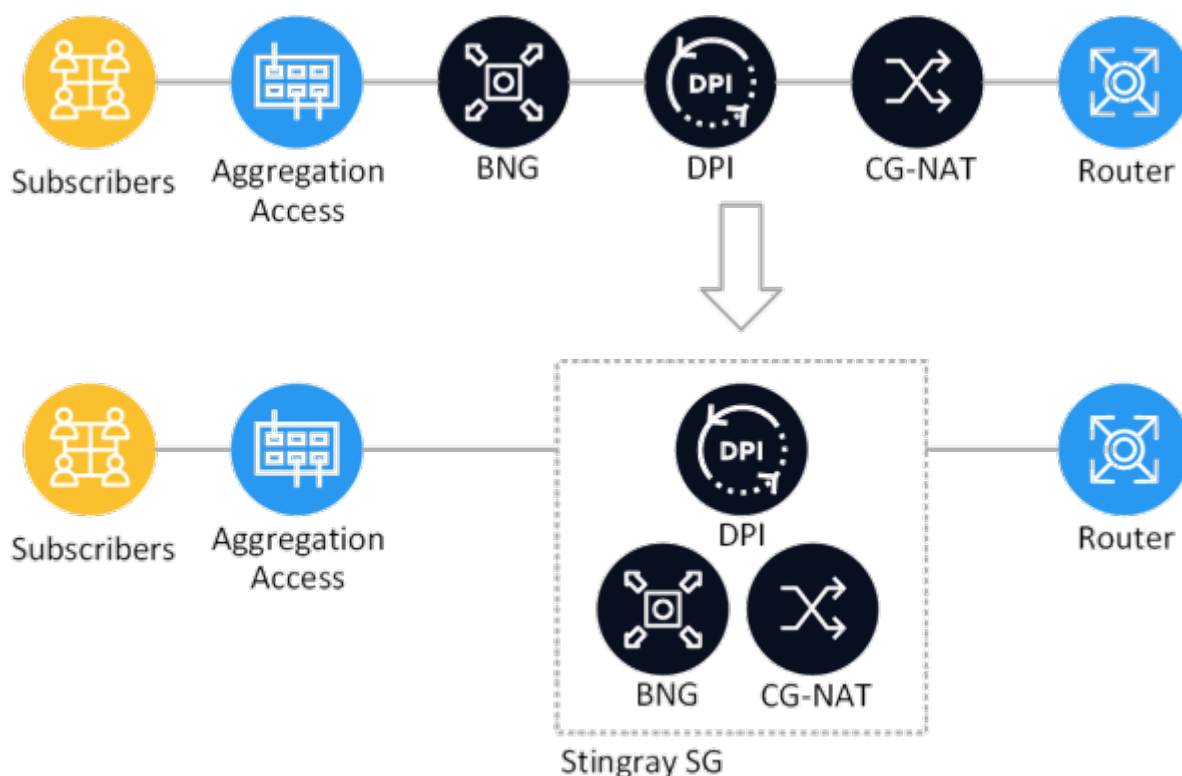 DPI
Subscribers
Aggregation
Access
BNG
DPI
CG-NAT
Router
DPI
Subscribers
Aggregation
Access
DPI
Router
BNG
CG-NAT
Stingray SG